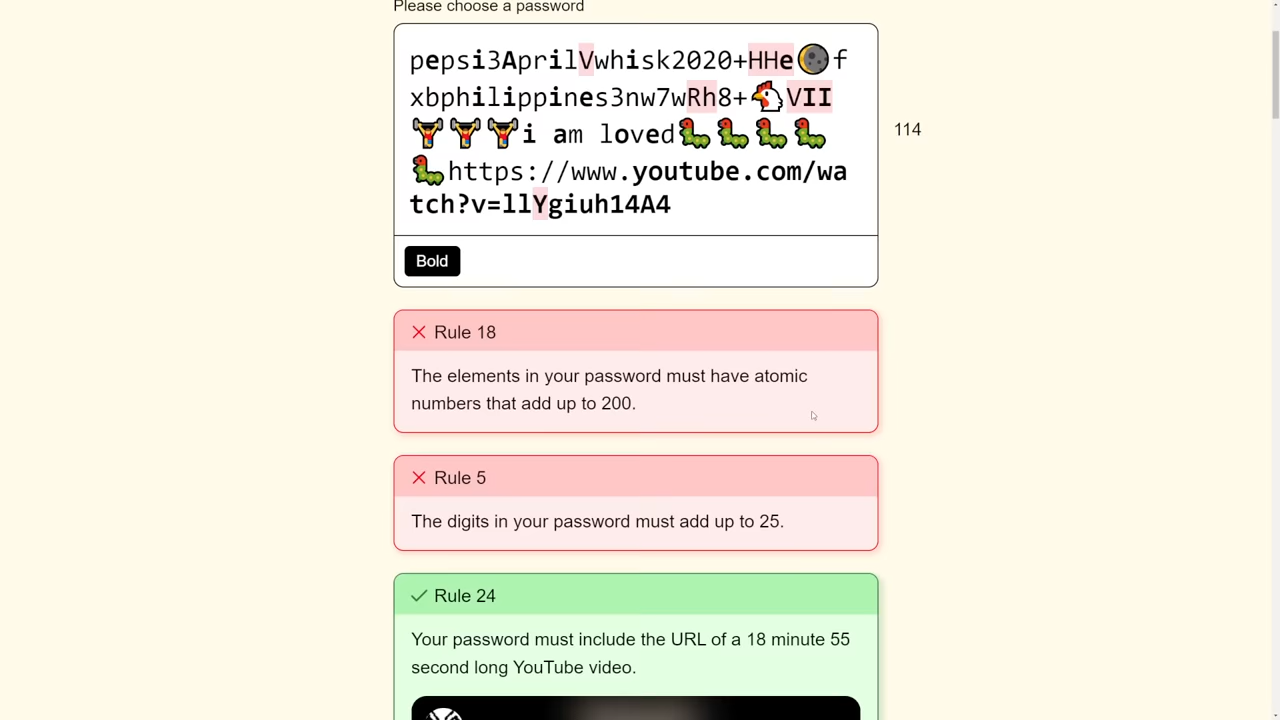 Please choose a password
pepsi3AprilVwhisk2020+HHe🌘f
xbphilippines3nw7wRh8+🐔VII
🏋️🏋️🏋️i am loved🐛🐛🐛🐛
🐛https://www.youtube.com/wa
tch?v=llYgiuh14A4
114
Bold
Rule 18
The elements in your password must have atomic
numbers that add up to 200.
Rule 5
The digits in your password must add up to 25.
Rule 24
Your password must include the URL of a 18 minute 55
second long YouTube video.